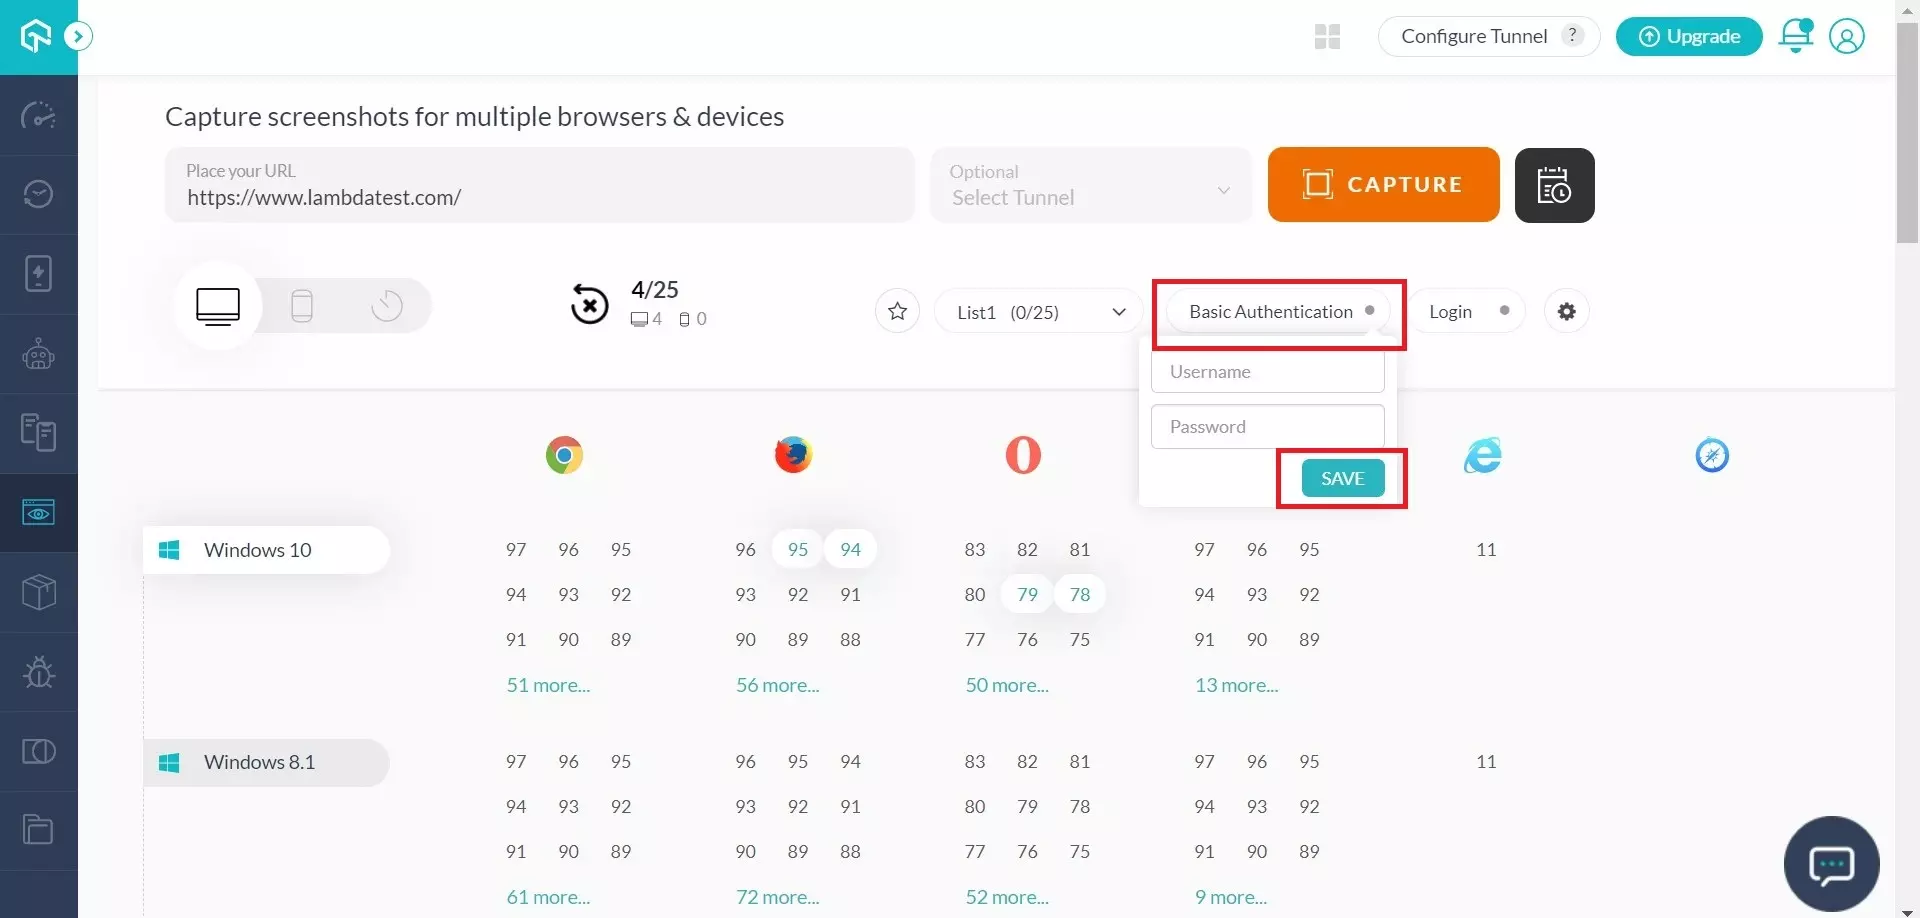 Configure Tunnel ?
Upgrade
Capture screenshots for multiple browsers & devices
Place your URL
https://www.lambdatest.com/
Optional
Select Tunnel
CAPTURE
4/25
4 0
List1 (0/25)
Basic Authentication
Login
Username
Password
SAVE
Windows 10
97 96 95 96 95 94 83 82 81 97 96 95 11
94 93 92 93 92 91 80 79 78 94 93 92
91 90 89 90 89 88 77 76 75 91 90 89
51 more... 56 more... 50 more... 13 more...
Windows 8.1
97 96 95 96 95 94 83 82 81 97 96 95 11
94 93 92 93 92 91 80 79 78 94 93 92
91 90 89 90 89 88 77 76 75 91 90 89
61 more... 72 more... 52 more... 9 more...